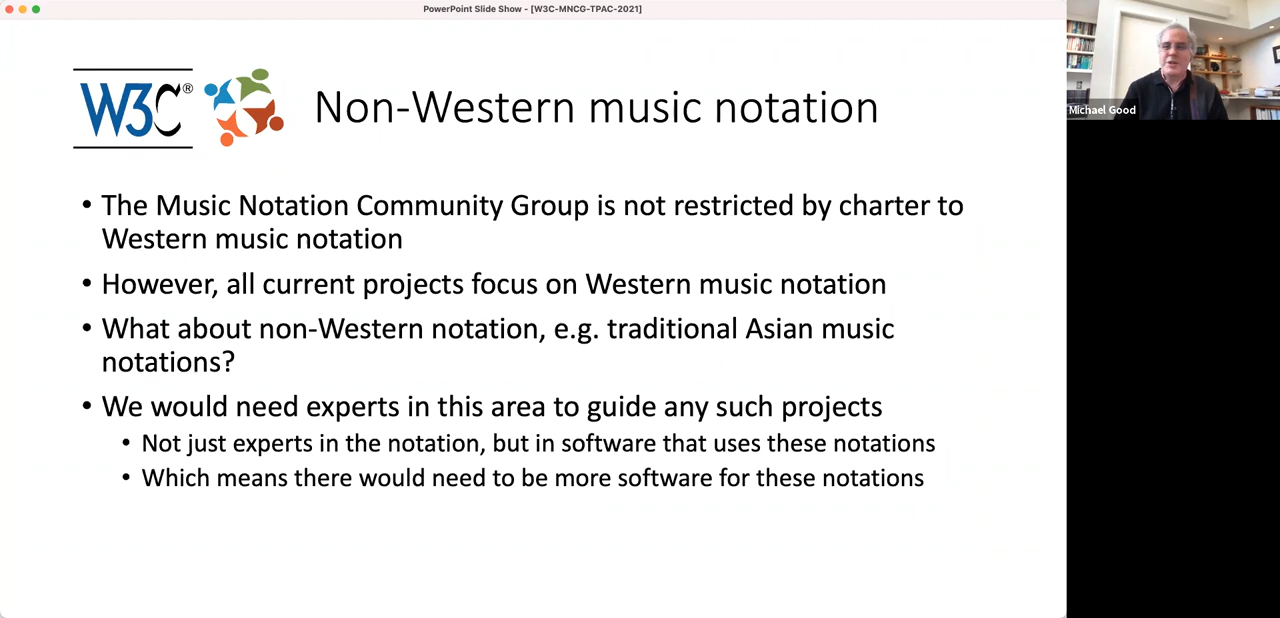 PowerPoint Slide Show - [W3C-MNCG-TPAC-2021]
W3C®
Non-Western music notation
• The Music Notation Community Group is not restricted by charter to
Western music notation
• However, all current projects focus on Western music notation
• What about non-Western notation, e.g. traditional Asian music
notations?
• We would need experts in this area to guide any such projects
• Not just experts in the notation, but in software that uses these notations
• Which means there would need to be more software for these notations
Michael Good